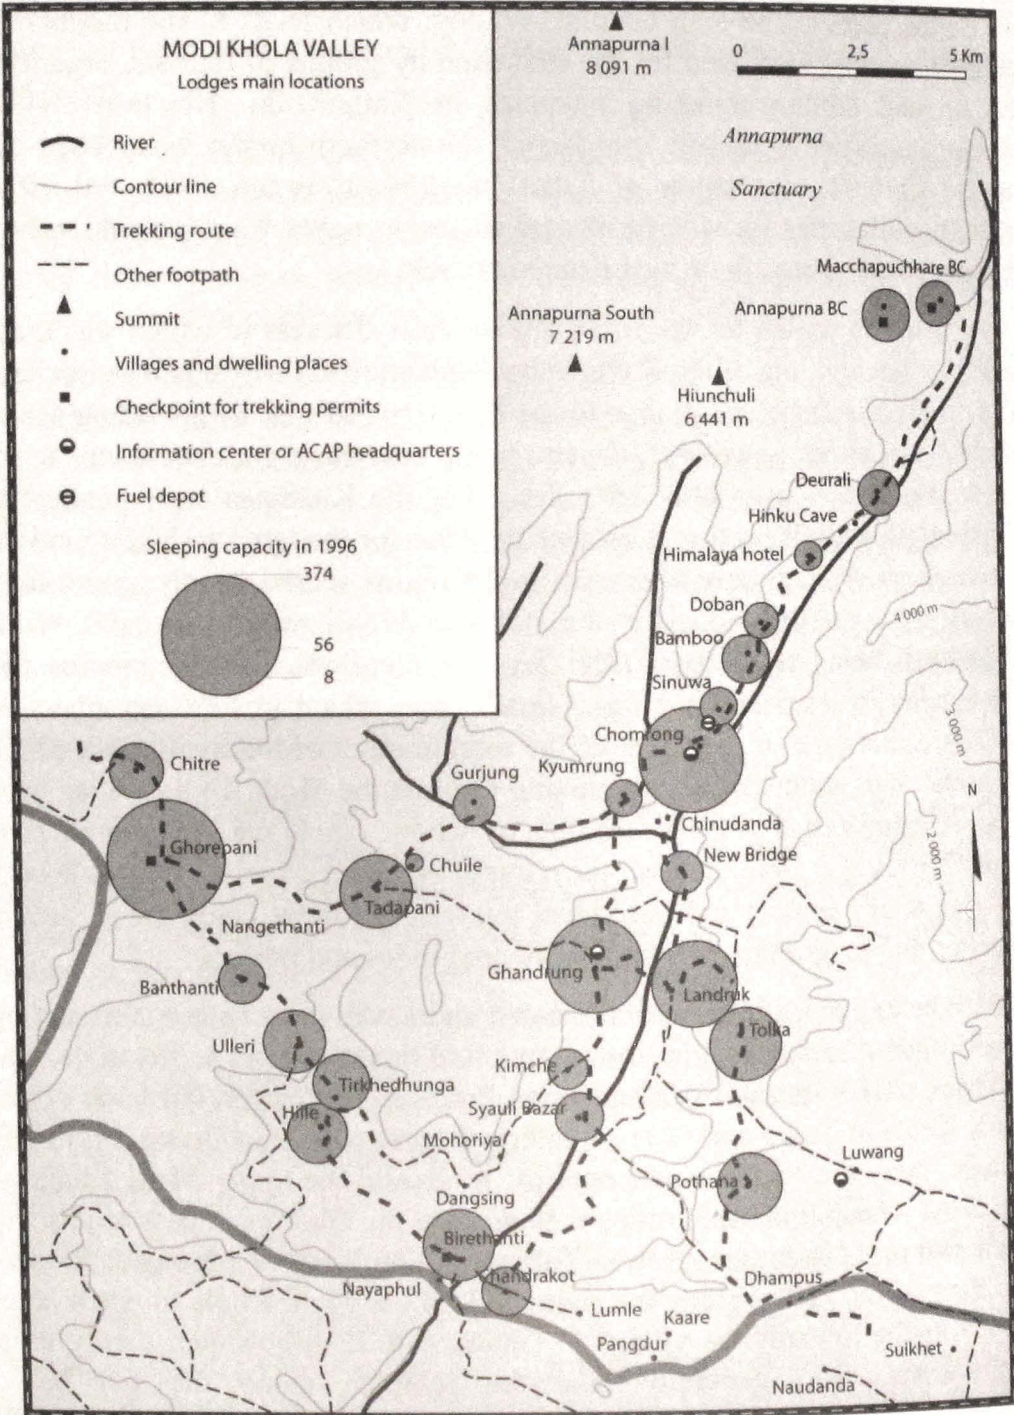 MODI KHOLA VALLEY
Lodges main locations
River
Contour line
Trekking route
Other footpath
Summit
Villages and dwelling places
Checkpoint for trekking permits
Information center or ACAP headquarters
Fuel depot
Sleeping capacity in 1996
374
56
8
Annapurna I
8 091 m
0 2,5 5 Km
Annapurna
Sanctuary
Macchapuchhare BC
Annapurna BC
Annapurna South
7 219 m
Hiunchuli
6 441 m
Deurali
Hinku Cave
Himalaya hotel
Doban
4 000 m
Bamboo
Sinuwa
Chomrong
3 000 m
Chitre
Gurjung
Kyumrung
N
Chinudanda
2 000 m
Ghorepani
Chuile
New Bridge
Tadapani
Nangethanti
Ghandrung
Banthanti
Landruk
Ulleri
Tolka
Kimche
Tirkhedhunga
Hille
Syauli Bazar
Mohoriya
Luwang
Pothana
Dangsing
Birethanti
Chandrakot
Dhampus
Nayaphul
Lumle
Kaare
Pangdur
Suikhet
Naudanda